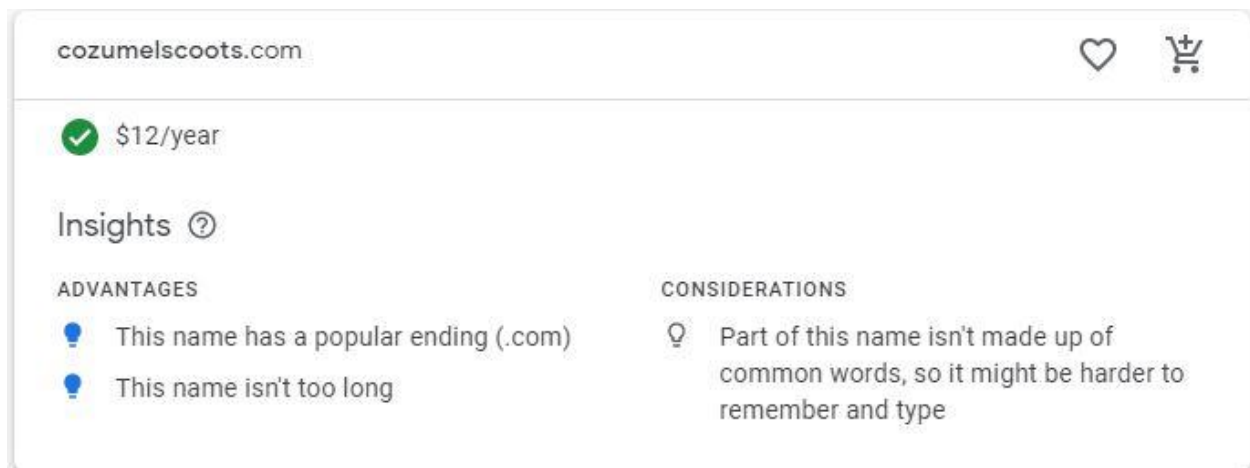 cozumelscoots.com
$12/year
Insights
ADVANTAGES
This name has a popular ending (.com)
This name isn't too long
CONSIDERATIONS
Part of this name isn't made up of
common words, so it might be harder to
remember and type